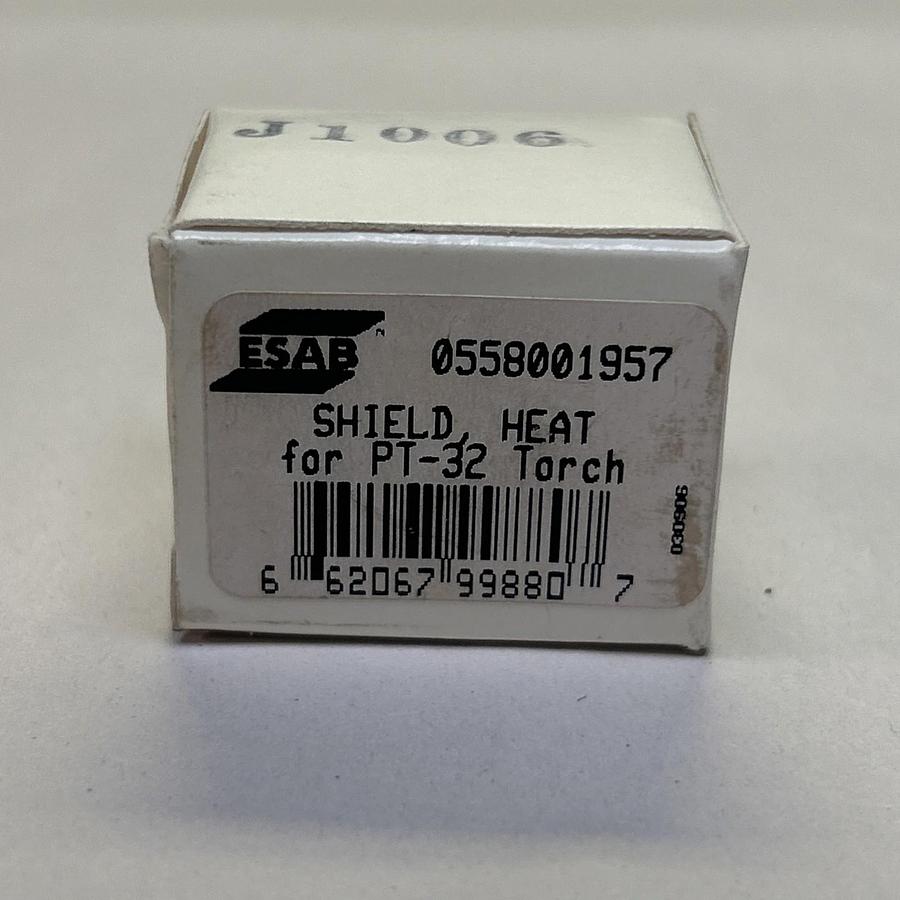 J1006
ESAB
0558001957
SHIELD, HEAT
for PT-32 Torch
030906
6 62067 99880 7